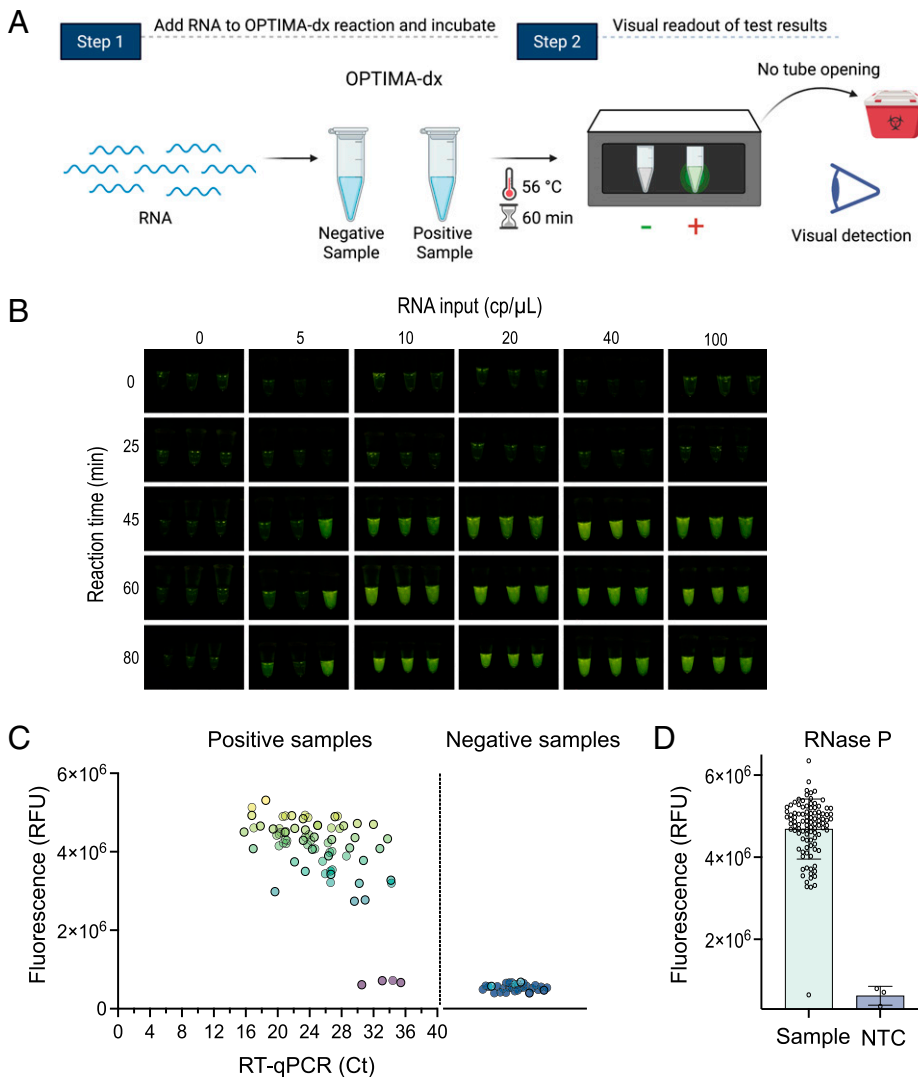 A
Step 1
Add RNA to OPTIMA-dx reaction and incubate
Step 2
Visual readout of test results
OPTIMA-dx
No tube opening
RNA
Negative
Sample
Positive
Sample
56 °C
60 min
-
+
Visual detection
B
RNA input (cp/µL)
0 5 10 20 40 100
Reaction time (min)
0
25
45
60
80
C
Positive samples
Negative samples
Fluorescence (RFU)
6×10⁶
4×10⁶
2×10⁶
0
0 4 8 12 16 20 24 28 32 36 40
RT-qPCR (Ct)
D
RNase P
Fluorescence (RFU)
6×10⁶
4×10⁶
2×10⁶
Sample NTC